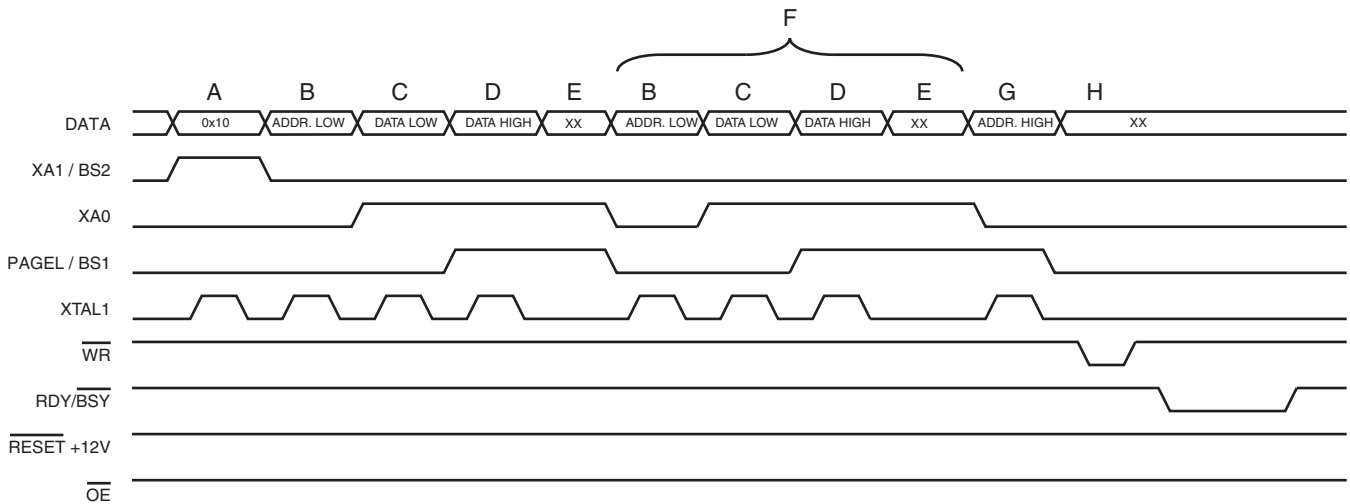 F
A B C D E B C D E G H
DATA 0x10 ADDR. LOW DATA LOW DATA HIGH XX ADDR. LOW DATA LOW DATA HIGH XX ADDR. HIGH XX
XA1 / BS2
XA0
PAGEL / BS1
XTAL1
WR
RDY/BSY
RESET +12V
OE